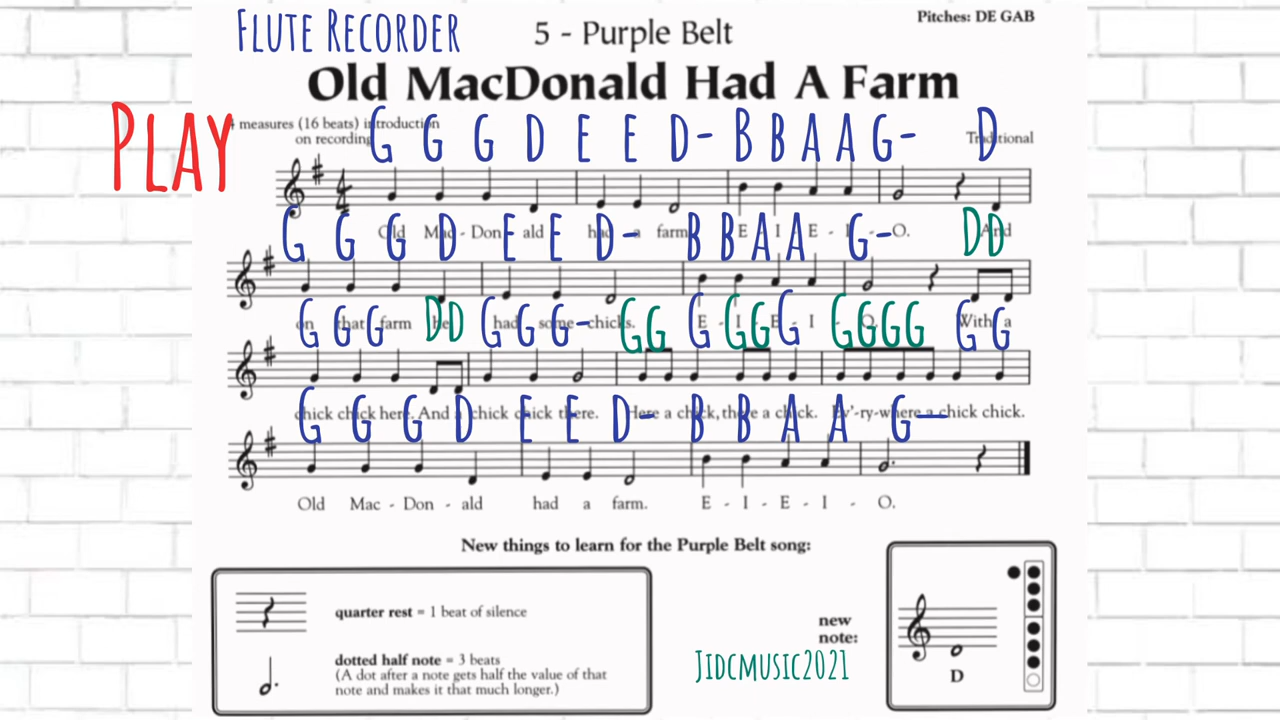 FLUTE RECORDER
Pitches: DE GAB
5 - Purple Belt
Old MacDonald Had A Farm
PLAY
measures (16 beats) introduction
on recording
Traditional
G G G D E E D- B B A A G- D
Old Mac - Don ald had a farm E I E - I - O. And
G G G D E E D- B B A A G- DD
on that farm he had some chicks. E - I - E - I - O. With a
G G G DD G G G- GG G GG G GGGG G G
chick chick here. And a chick chick there. Here a chick, there a chick. Ev'-ry-where a chick chick.
G G G D E E D- B B A A G-
Old Mac - Don - ald had a farm. E - I - E - I - O.
New things to learn for the Purple Belt song:
quarter rest = 1 beat of silence
dotted half note = 3 beats
(A dot after a note gets half the value of that
note and makes it that much longer.)
new
note:
JIDCMUSIC2021
D